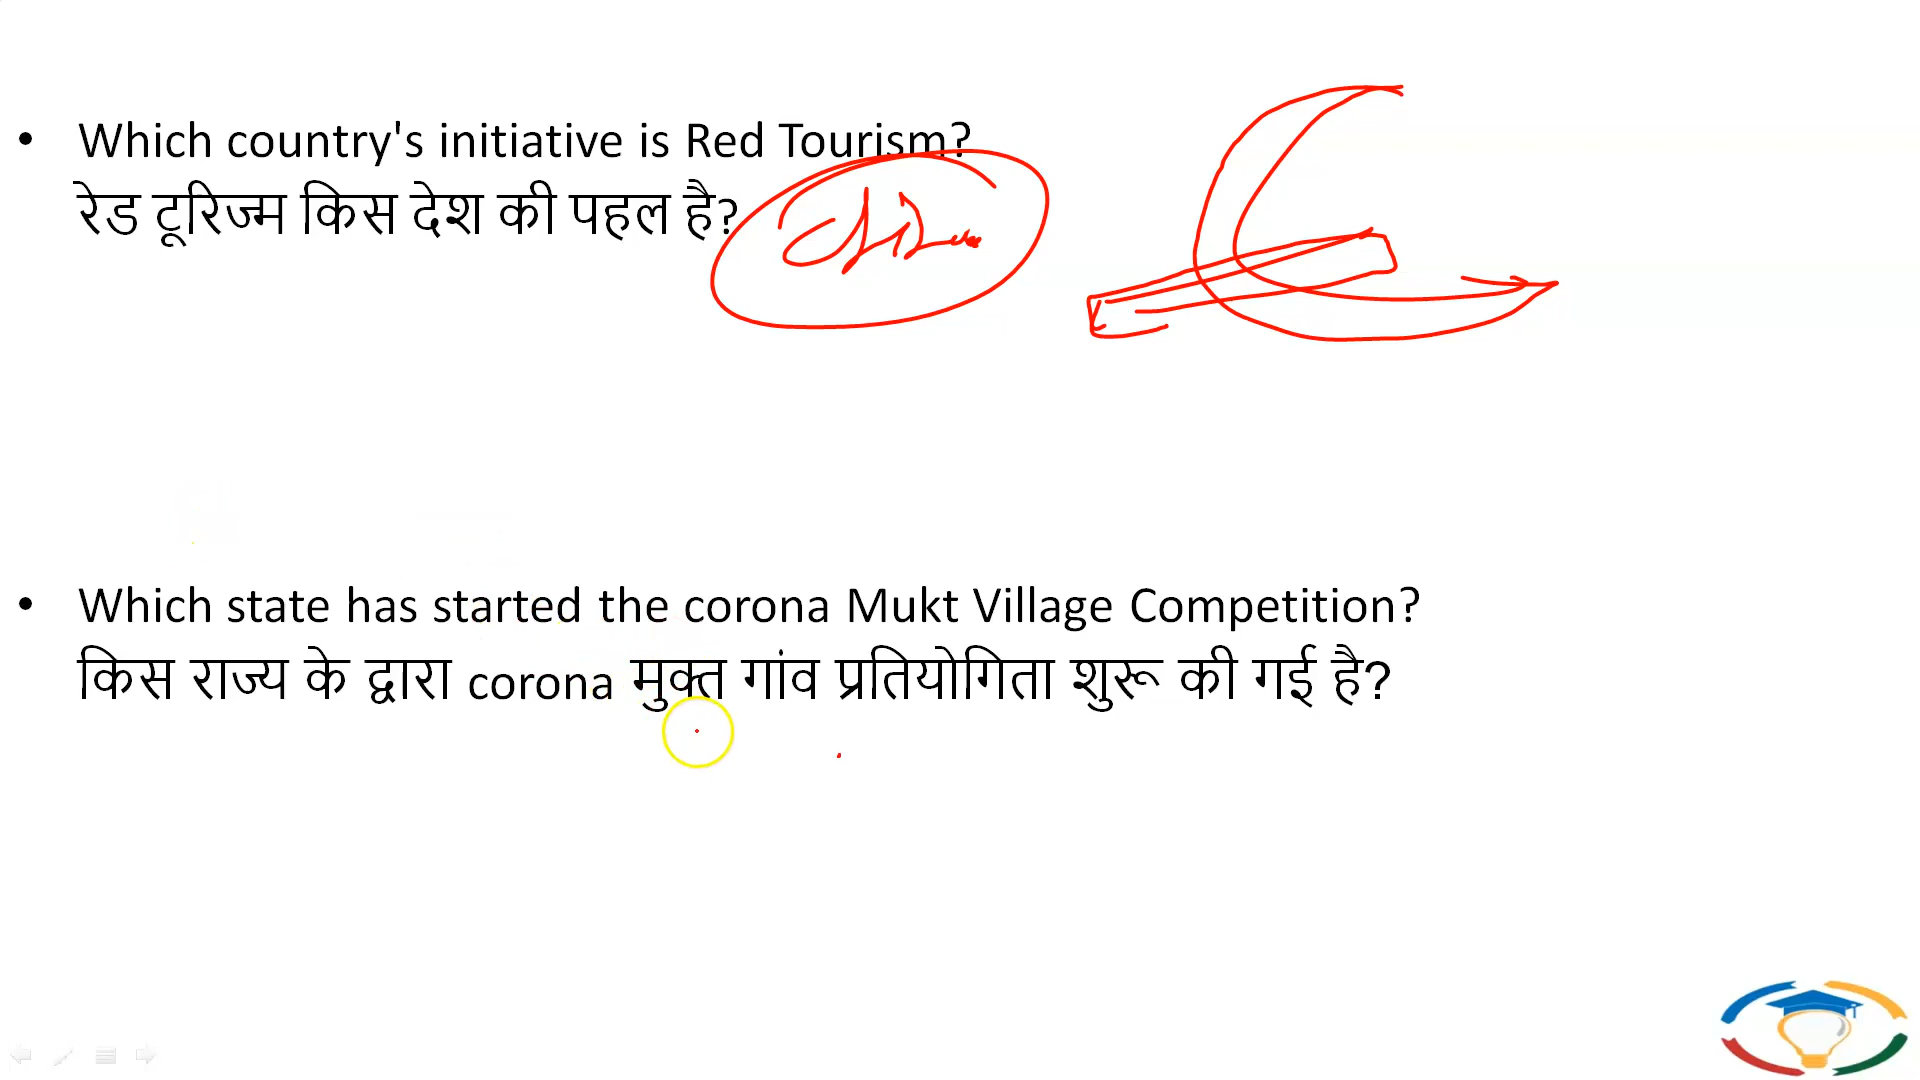 • Which country's initiative is Red Tourism?
रेड टूरिज्म किस देश की पहल है?
China
• Which state has started the corona Mukt Village Competition?
किस राज्य के द्वारा corona मुक्त गांव प्रतियोगिता शुरू की गई है?